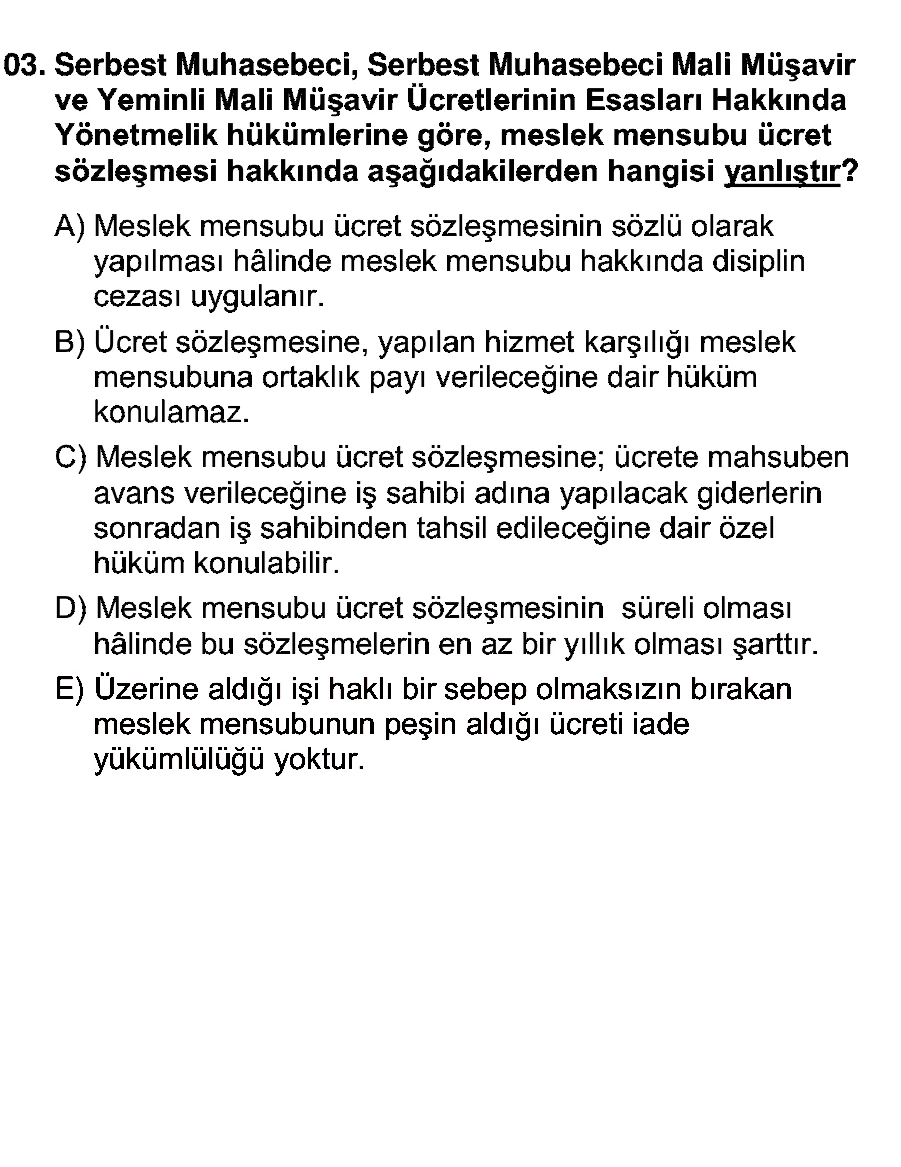 03. Serbest Muhasebeci, Serbest Muhasebeci Mali Müşavir
ve Yeminli Mali Müşavir Ücretlerinin Esasları Hakkında
Yönetmelik hükümlerine göre, meslek mensubu ücret
sözleşmesi hakkında aşağıdakilerden hangisi yanlıştır?
A) Meslek mensubu ücret sözleşmesinin sözlü olarak
yapılması hâlinde meslek mensubu hakkında disiplin
cezası uygulanır.
B) Ücret sözleşmesine, yapılan hizmet karşılığı meslek
mensubuna ortaklık payı verileceğine dair hüküm
konulamaz.
C) Meslek mensubu ücret sözleşmesine; ücrete mahsuben
avans verileceğine iş sahibi adına yapılacak giderlerin
sonradan iş sahibinden tahsil edileceğine dair özel
hüküm konulabilir.
D) Meslek mensubu ücret sözleşmesinin süreli olması
hâlinde bu sözleşmelerin en az bir yıllık olması şarttır.
E) Üzerine aldığı işi haklı bir sebep olmaksızın bırakan
meslek mensubunun peşin aldığı ücreti iade
yükümlülüğü yoktur.